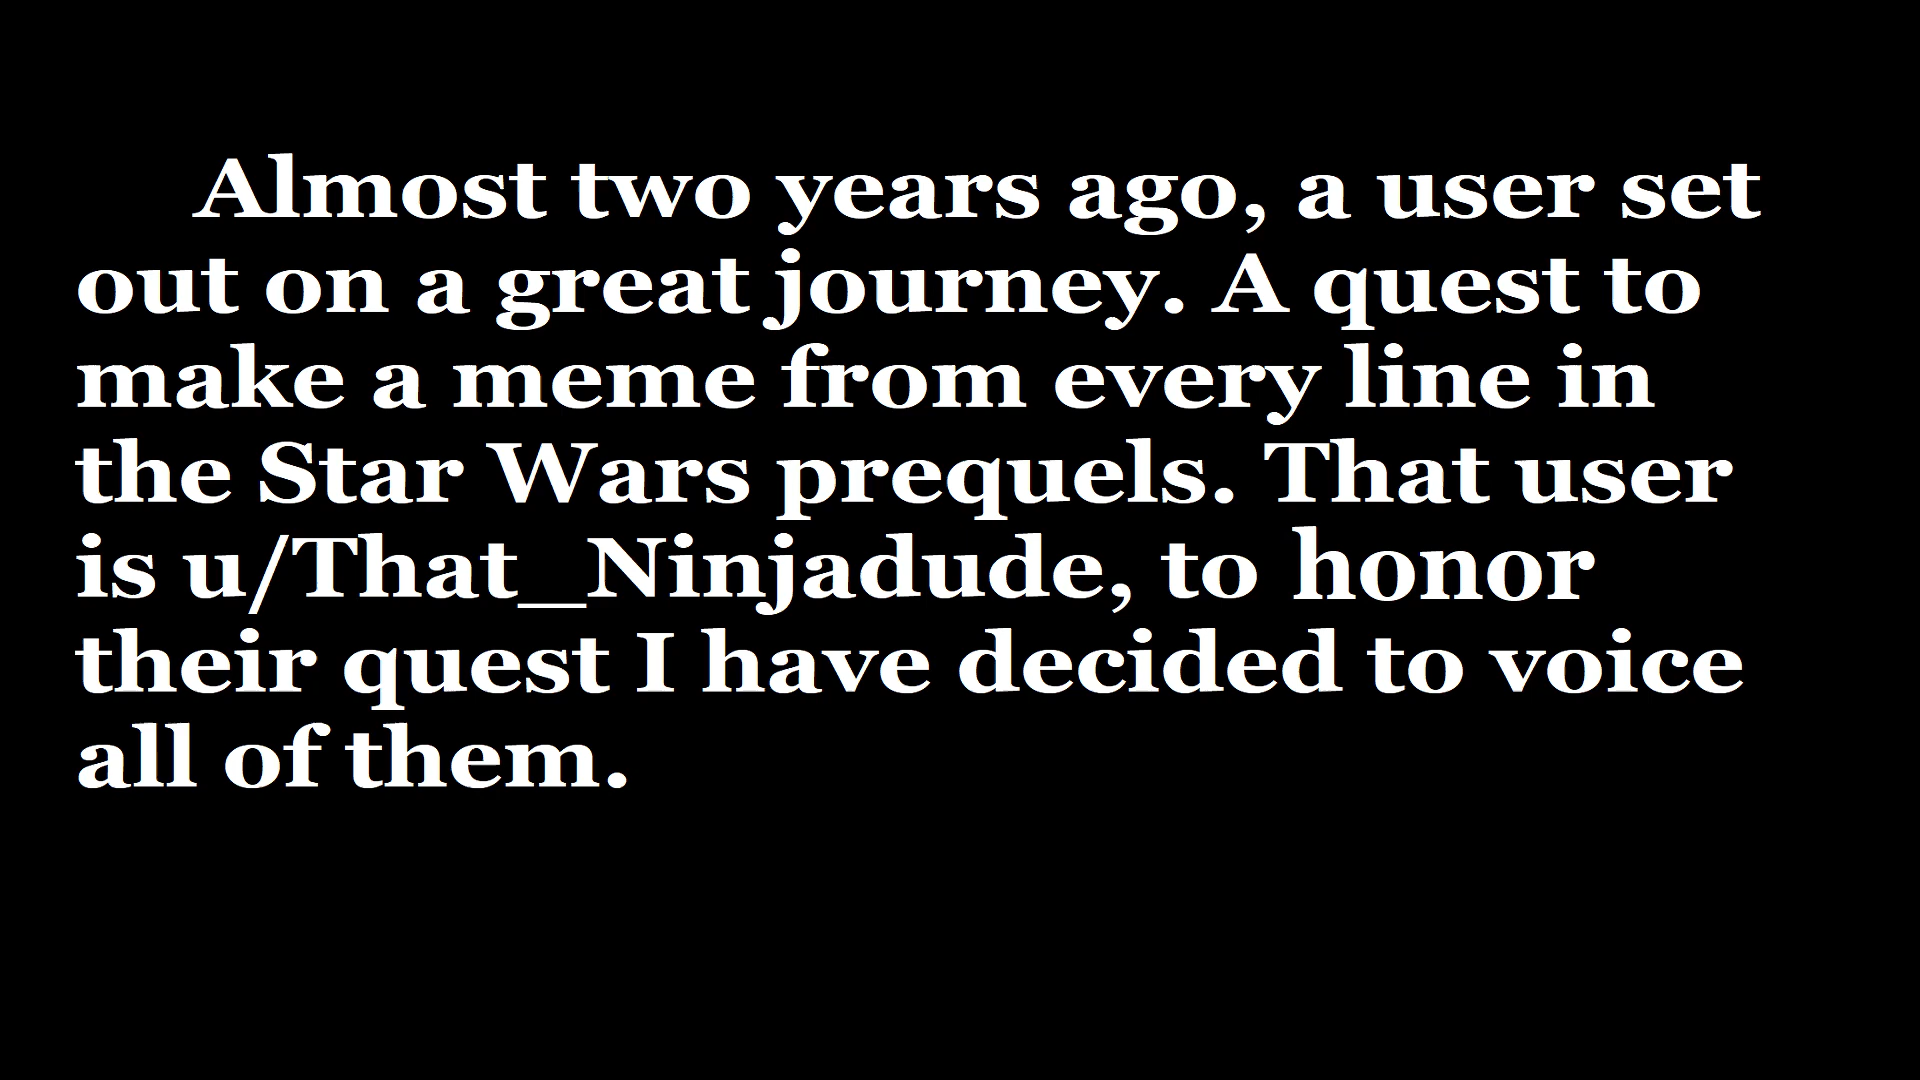 Almost two years ago, a user set
out on a great journey. A quest to
make a meme from every line in
the Star Wars prequels. That user
is u/That_Ninjadude, to honor
their quest I have decided to voice
all of them.